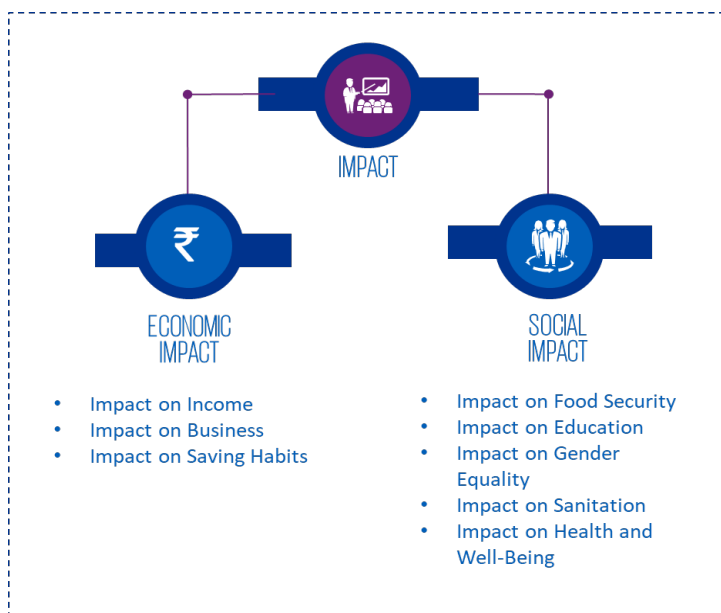 IMPACT
₹
ECONOMIC
IMPACT
• Impact on Income
• Impact on Business
• Impact on Saving Habits
SOCIAL
IMPACT
• Impact on Food Security
• Impact on Education
• Impact on Gender
Equality
• Impact on Sanitation
• Impact on Health and
Well-Being